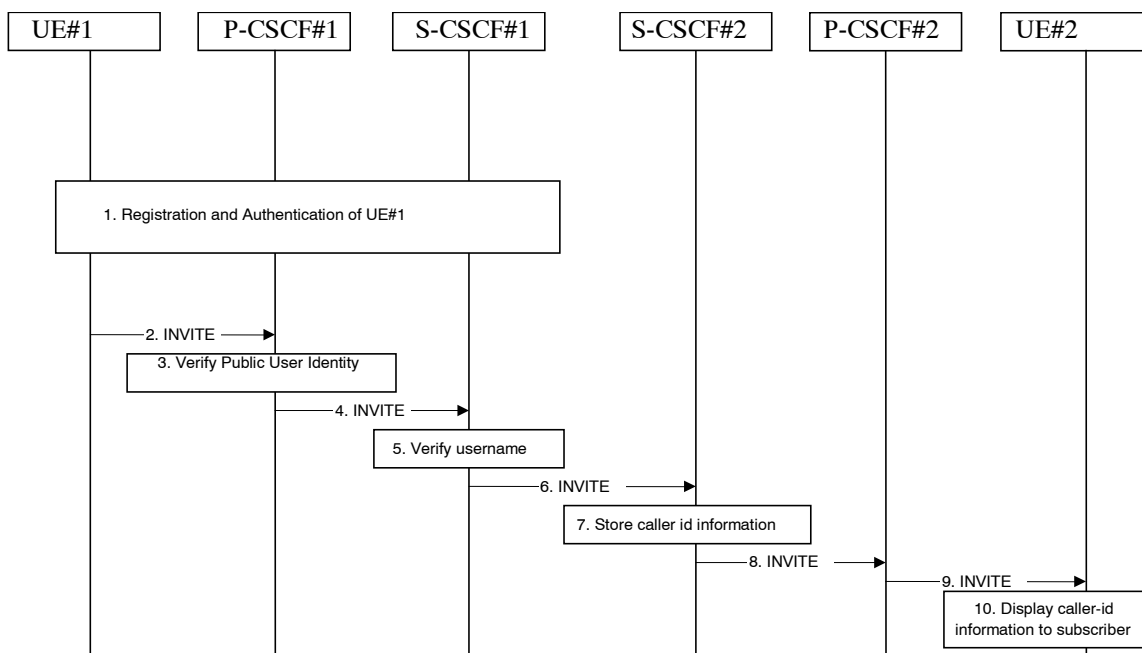 UE#1
P-CSCF#1
S-CSCF#1
S-CSCF#2
P-CSCF#2
UE#2
1. Registration and Authentication of UE#1
2. INVITE
3. Verify Public User Identity
4. INVITE
5. Verify username
6. INVITE
7. Store caller id information
8. INVITE
9. INVITE
10. Display caller-id
information to subscriber